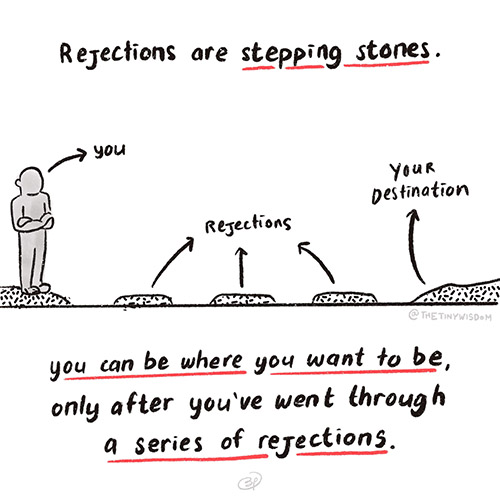 Rejections are stepping stones.
you
Your
Destination
Rejections
@THETINYWISDOM
you can be where you want to be,
only after you've went through
a series of rejections.